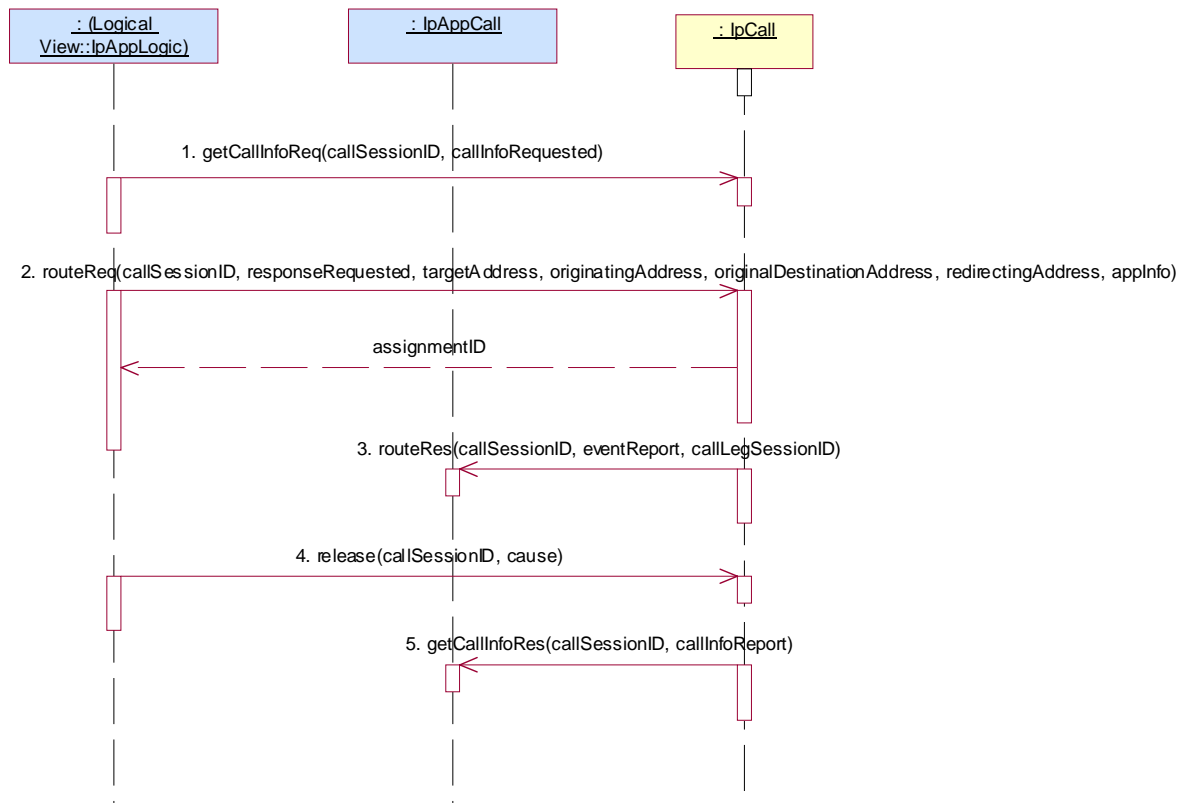 : (Logical
View::IpAppLogic)
: IpAppCall
: IpCall
1. getCallInfoReq(callSessionID, callInfoRequested)
2. routeReq(callSessionID, responseRequested, targetAddress, originatingAddress, originalDestinationAddress, redirectingAddress, appInfo)
assignmentID
3. routeRes(callSessionID, eventReport, callLegSessionID)
4. release(callSessionID, cause)
5. getCallInfoRes(callSessionID, callInfoReport)